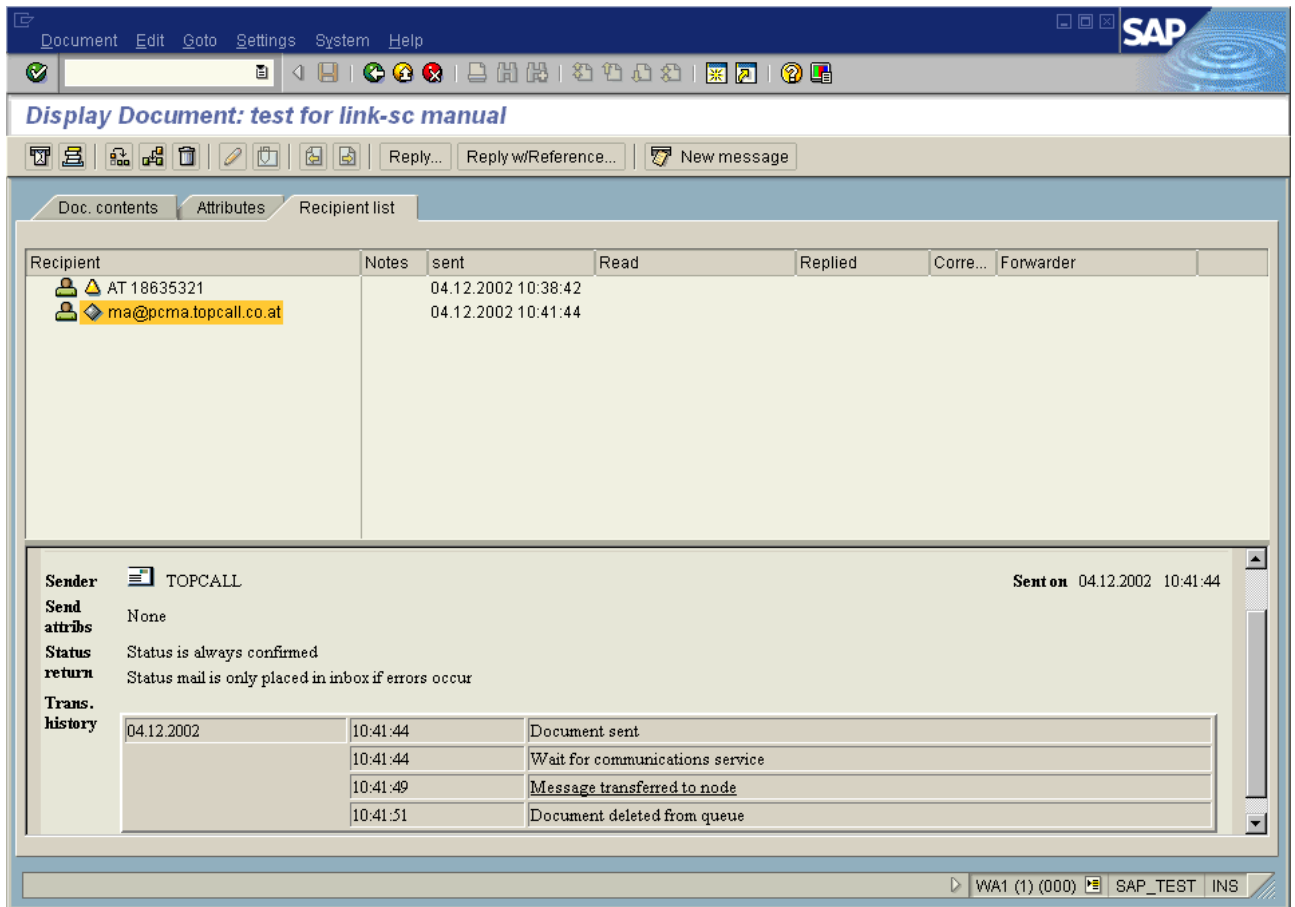 Document Edit Goto Settings System Help
SAP
Display Document: test for link-sc manual
Reply... Reply w/Reference... New message
Doc. contents Attributes Recipient list
Recipient Notes sent Read Replied Corre... Forwarder
AT 18635321 04.12.2002 10:38:42
ma@pcma.topcall.co.at 04.12.2002 10:41:44
Sender TOPCALL Sent on 04.12.2002 10:41:44
Send
attribs None
Status Status is always confirmed
return Status mail is only placed in inbox if errors occur
Trans.
history 04.12.2002 10:41:44 Document sent
10:41:44 Wait for communications service
10:41:49 Message transferred to node
10:41:51 Document deleted from queue
WA1 (1) (000) SAP_TEST INS